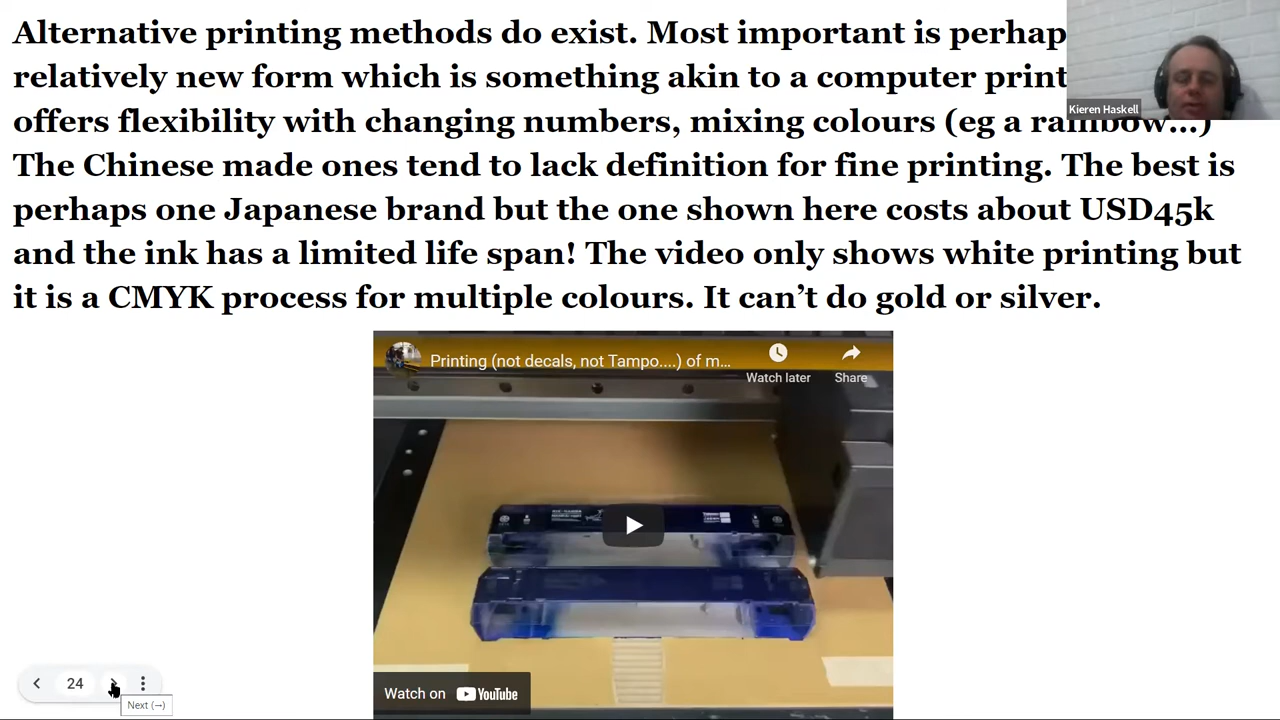 Alternative printing methods do exist. Most important is perhap
relatively new form which is something akin to a computer print
Kieren Haskell
offers flexibility with changing numbers, mixing colours (eg a rainbow...)
The Chinese made ones tend to lack definition for fine printing. The best is
perhaps one Japanese brand but the one shown here costs about USD45k
and the ink has a limited life span! The video only shows white printing but
it is a CMYK process for multiple colours. It can’t do gold or silver.
Printing (not decals, not Tampo....) of m...
Watch later
Share
Watch on YouTube
24
Next (→)